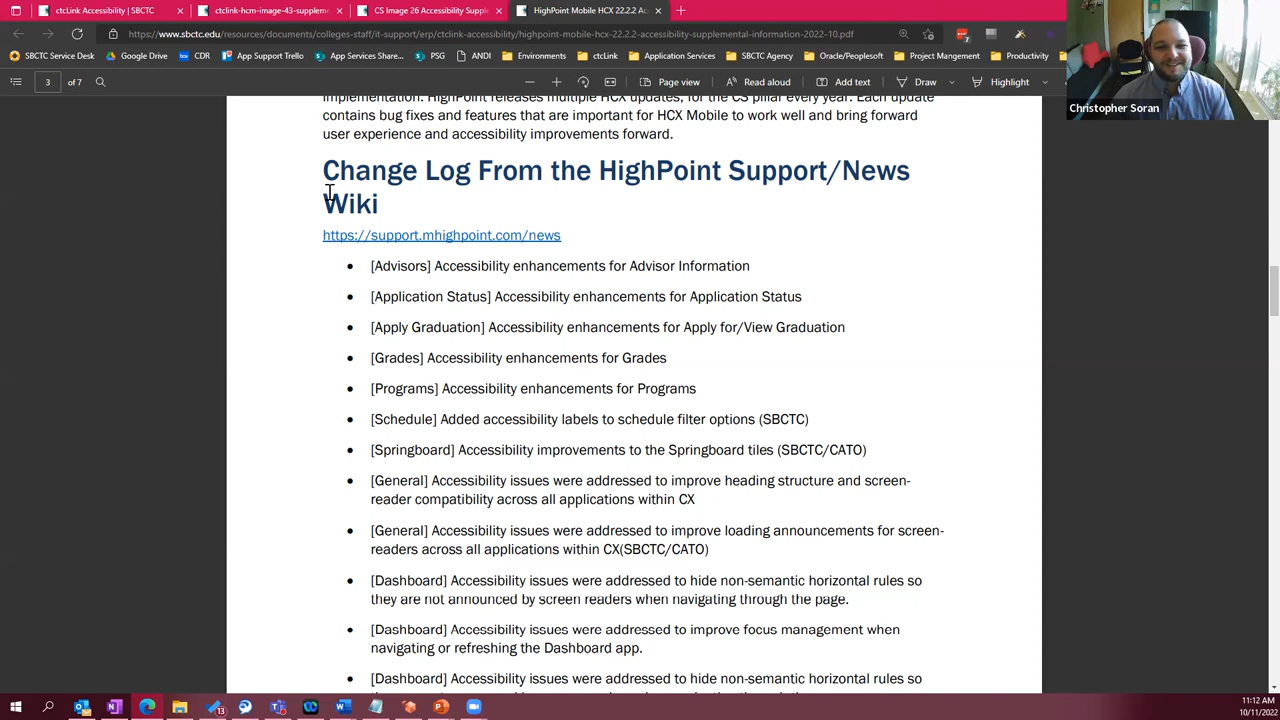 ctcLink Accessibility | SBCTC
ctclink-hcm-image-43-suppleme
CS Image 26 Accessibility Supple
HighPoint Mobile HCX 22.2.2 Ac
https://www.sbctc.edu/resources/documents/colleges-staff/it-support/erp/ctclink-accessibility/highpoint-mobile-hcx-22.2.2-accessibility-supplemental-information-2022-10.pdf
SBCTC Service Desk
Google Drive
CDR
App Support Trello
App Services Share...
PSG
ANDI
Environments
ctcLink
Application Services
SBCTC Agency
Oracle/Peoplesoft
Project Management
Productivity
3 of 7
Page view
Read aloud
Add text
Draw
Highlight
Christopher Soran
implementation. HighPoint releases multiple HCX updates, for the CS pillar every year. Each update
contains bug fixes and features that are important for HCX Mobile to work well and bring forward
user experience and accessibility improvements forward.
Change Log From the HighPoint Support/News
Wiki
https://support.mhighpoint.com/news
• [Advisors] Accessibility enhancements for Advisor Information
• [Application Status] Accessibility enhancements for Application Status
• [Apply Graduation] Accessibility enhancements for Apply for/View Graduation
• [Grades] Accessibility enhancements for Grades
• [Programs] Accessibility enhancements for Programs
• [Schedule] Added accessibility labels to schedule filter options (SBCTC)
• [Springboard] Accessibility improvements to the Springboard tiles (SBCTC/CATO)
• [General] Accessibility issues were addressed to improve heading structure and screen-
reader compatibility across all applications within CX
• [General] Accessibility issues were addressed to improve loading announcements for screen-
readers across all applications within CX(SBCTC/CATO)
• [Dashboard] Accessibility issues were addressed to hide non-semantic horizontal rules so
they are not announced by screen readers when navigating through the page.
• [Dashboard] Accessibility issues were addressed to improve focus management when
navigating or refreshing the Dashboard app.
• [Dashboard] Accessibility issues were addressed to hide non-semantic horizontal rules so
11:12 AM
10/11/2022